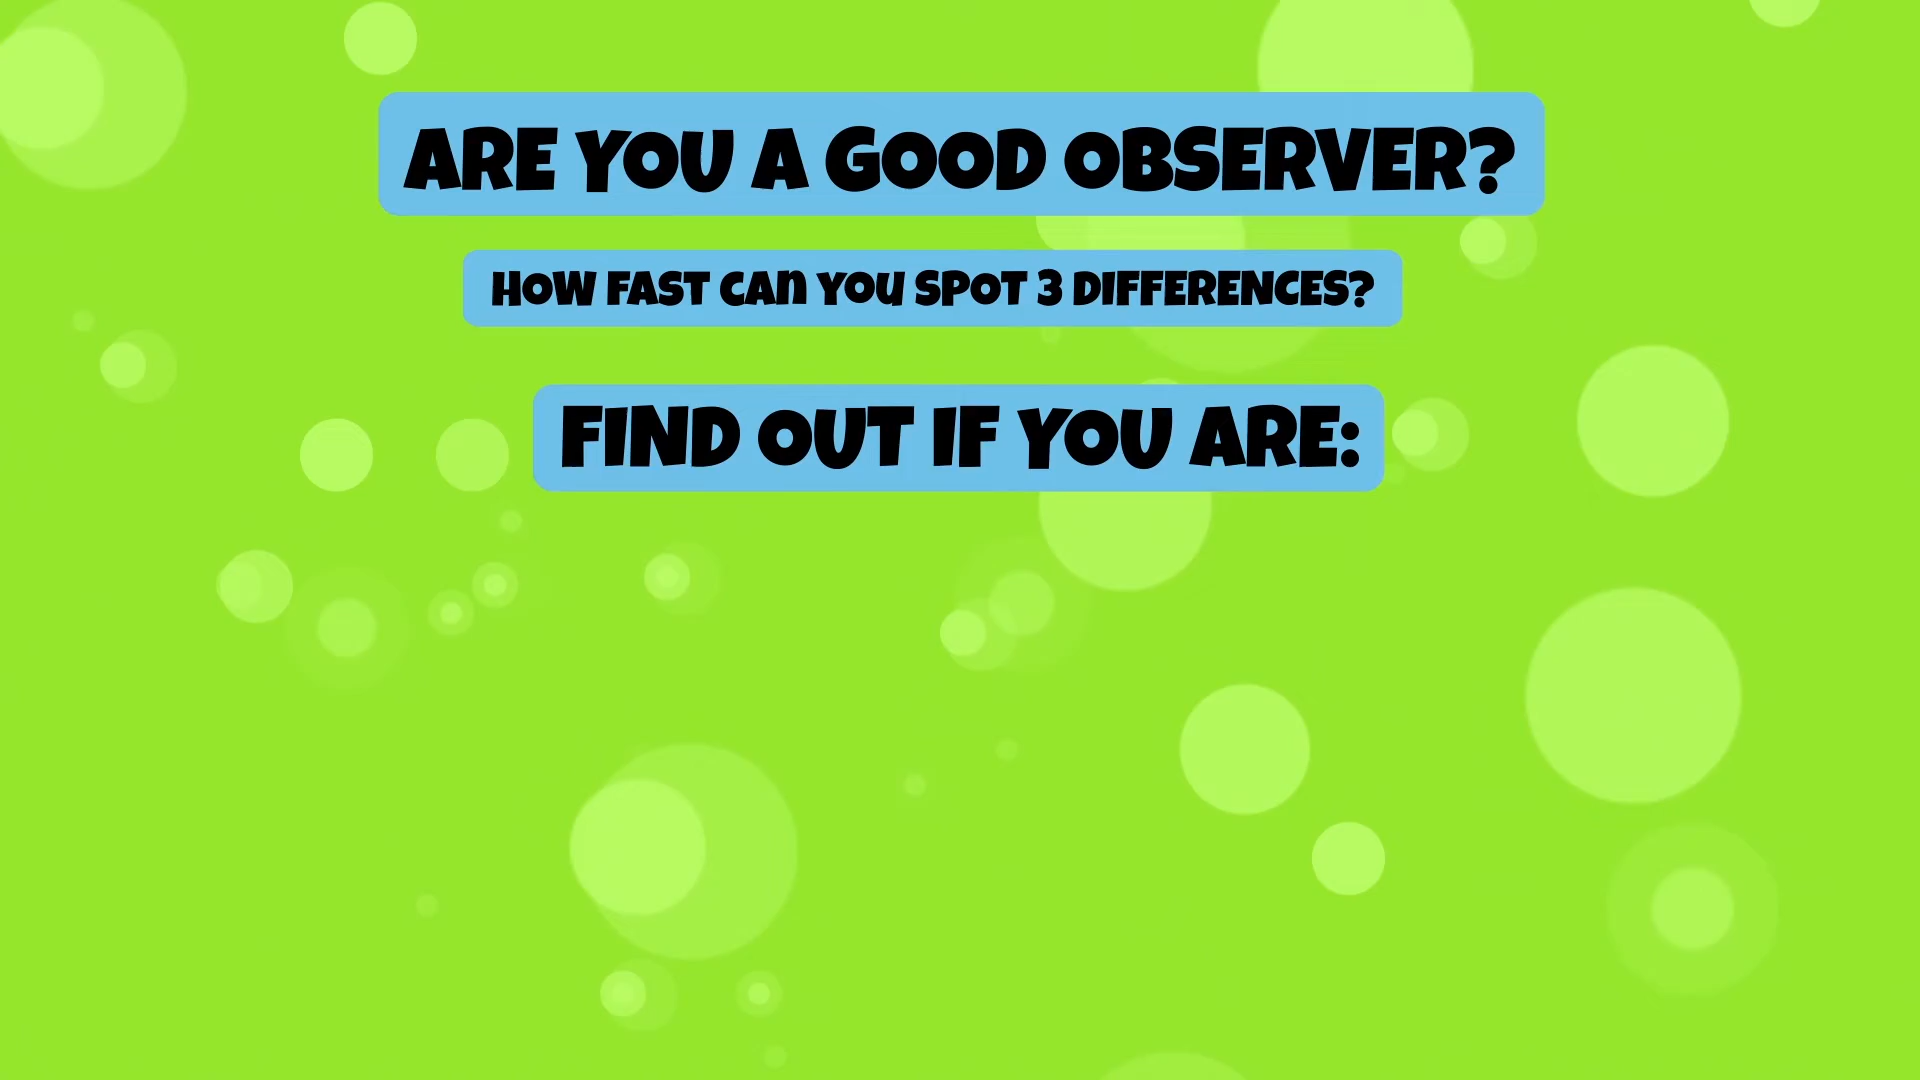 ARE YOU A GOOD OBSERVER?
HOW FAST CAN YOU SPOT 3 DIFFERENCES?
FIND OUT IF YOU ARE: